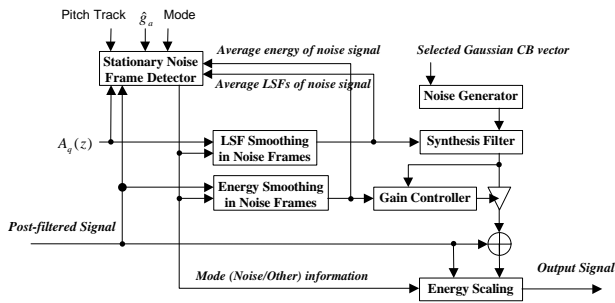 Pitch Track
ĝₐ
Mode
Average energy of noise signal
Selected Gaussian CB vector
Stationary Noise
Frame Detector
Average LSFs of noise signal
Noise Generator
A_q(z)
LSF Smoothing
in Noise Frames
Synthesis Filter
Energy Smoothing
in Noise Frames
Gain Controller
Post-filtered Signal
Mode (Noise/Other) information
Energy Scaling
Output Signal